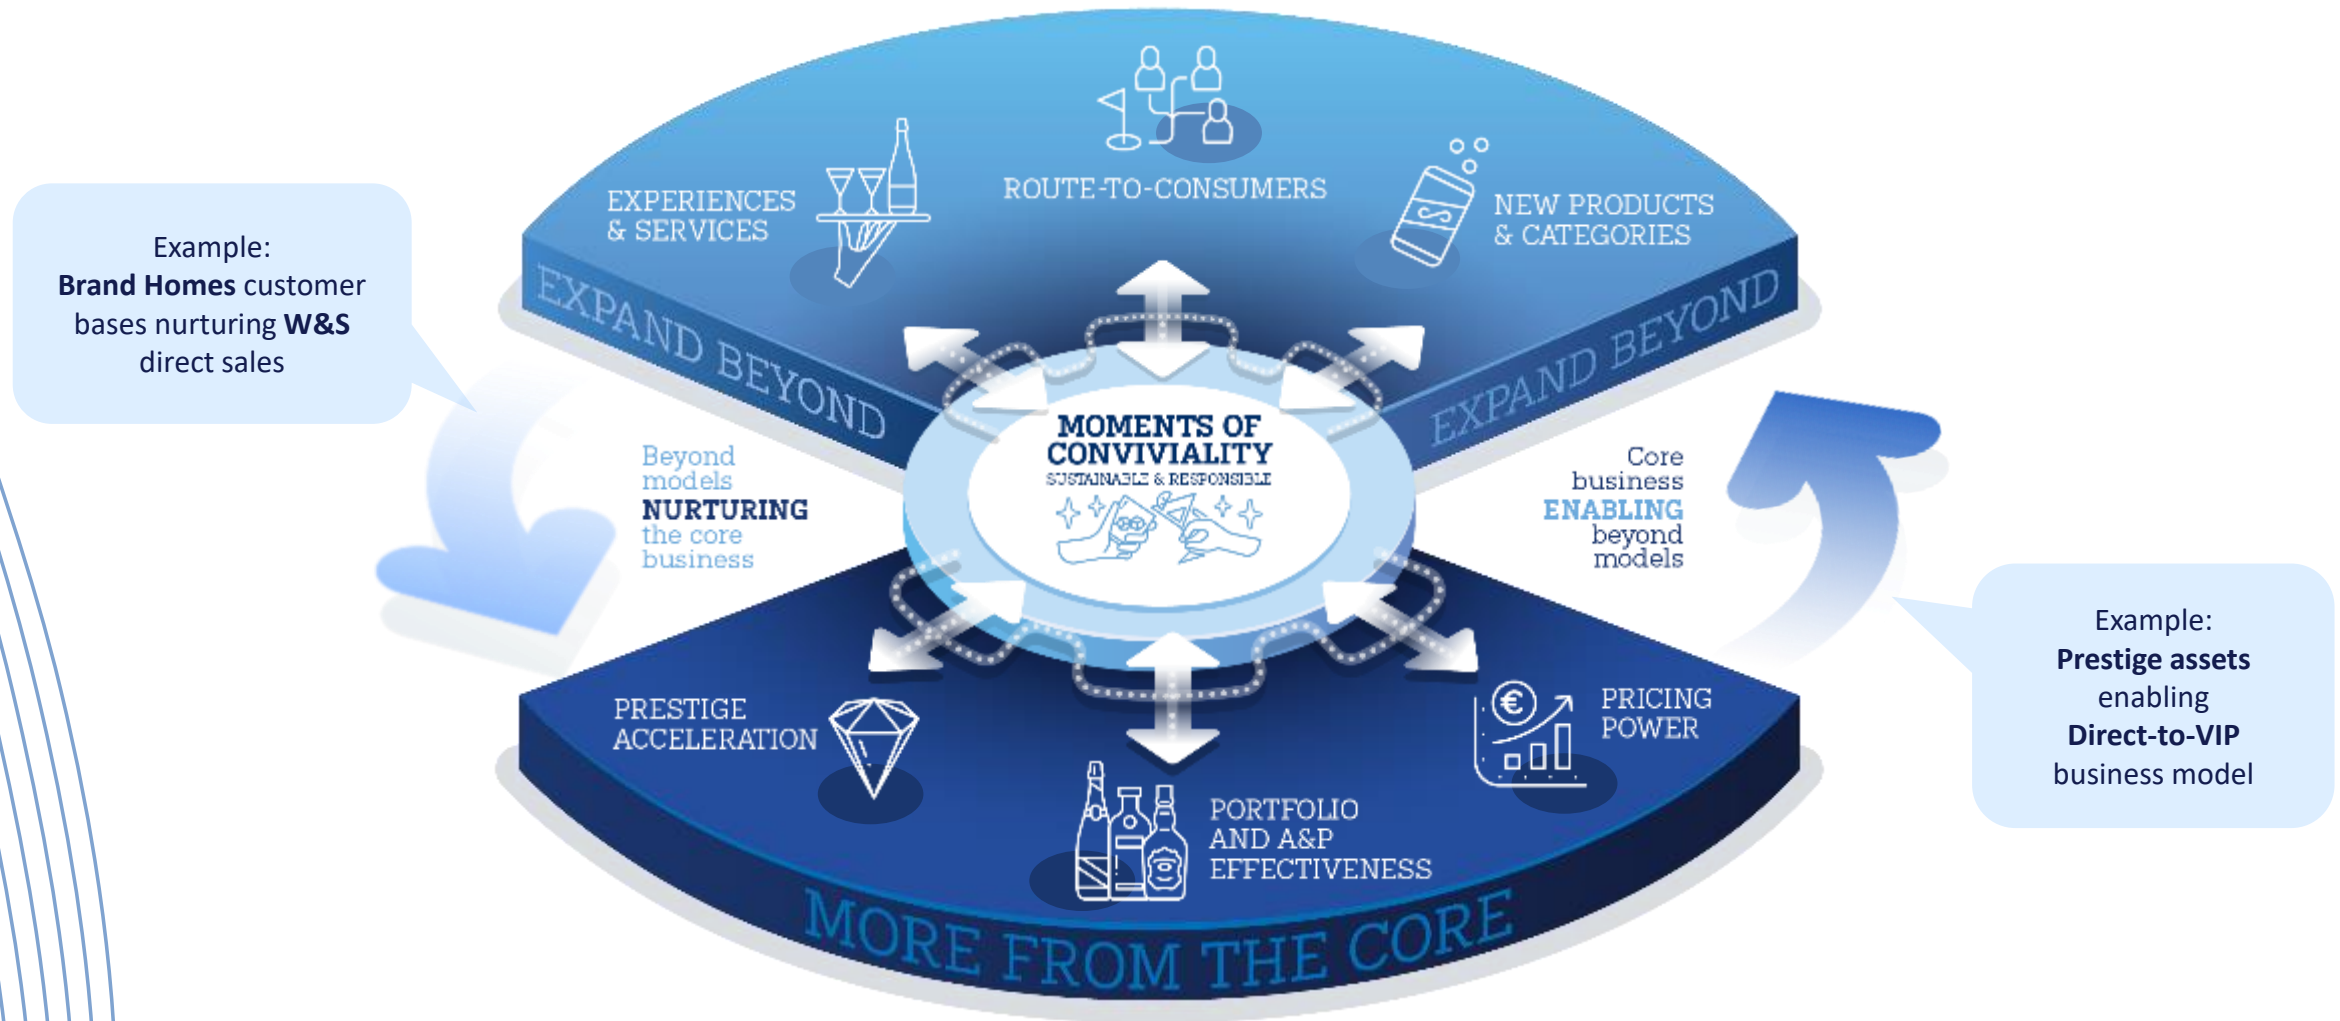 EXPERIENCES
& SERVICES
ROUTE-TO-CONSUMERS
NEW PRODUCTS
& CATEGORIES
EXPAND BEYOND
EXPAND BEYOND
Example:
Brand Homes customer
bases nurturing W&S
direct sales
Beyond
models
NURTURING
the core
business
MOMENTS OF
CONVIVIALITY
SUSTAINABLE & RESPONSIBLE
Core
business
ENABLING
beyond
models
Example:
Prestige assets
enabling
Direct-to-VIP
business model
PRESTIGE
ACCELERATION
€
PRICING
POWER
PORTFOLIO
AND A&P
EFFECTIVENESS
MORE FROM THE CORE